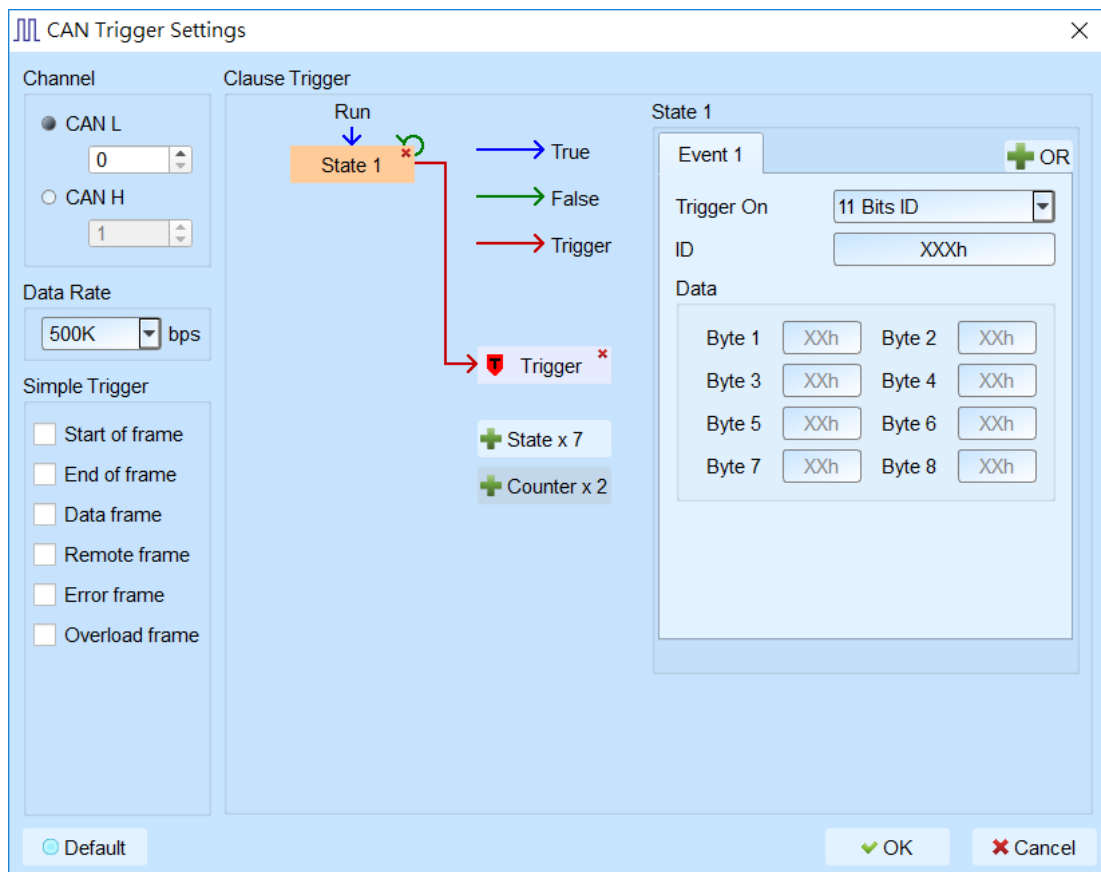 CAN Trigger Settings
Channel
CAN L
0
CAN H
1
Data Rate
500K bps
Simple Trigger
Start of frame
End of frame
Data frame
Remote frame
Error frame
Overload frame
Clause Trigger
Run
State 1
True
False
Trigger
T Trigger
State x 7
Counter x 2
State 1
Event 1
OR
Trigger On 11 Bits ID
ID XXXh
Data
Byte 1 XXh Byte 2 XXh
Byte 3 XXh Byte 4 XXh
Byte 5 XXh Byte 6 XXh
Byte 7 XXh Byte 8 XXh
Default
OK
Cancel